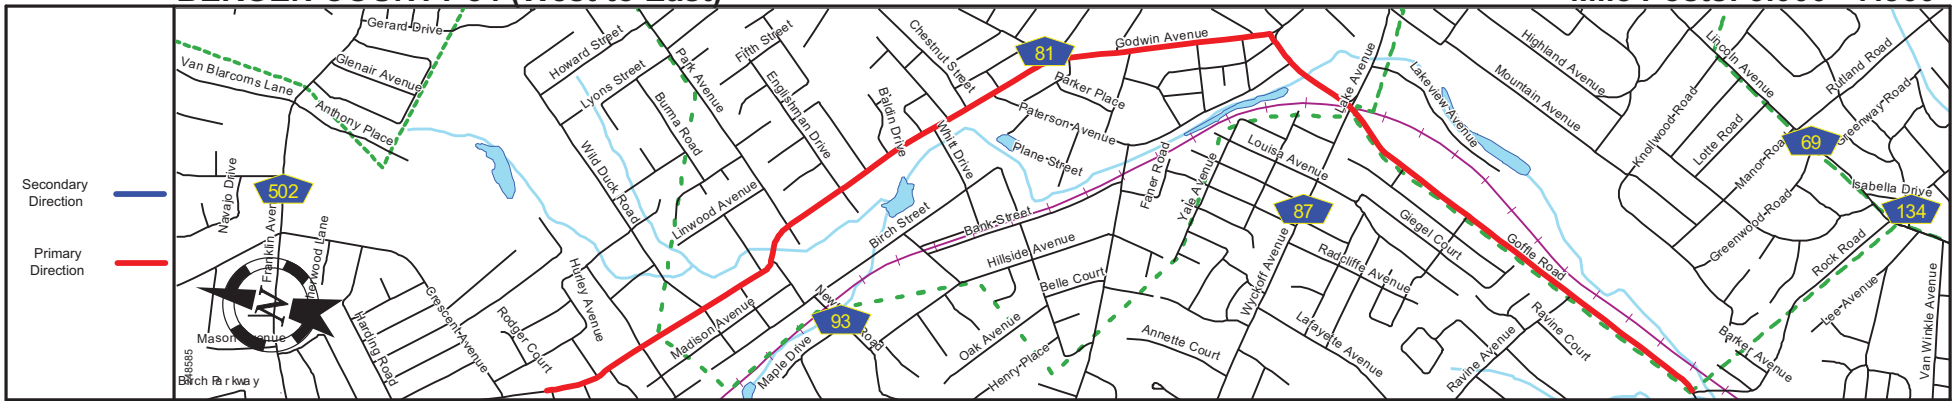 Secondary
Direction
Primary
Direction
Gerard Drive
Van Blarcoms Lane
Glenair Avenue
Anthony Place
Navajo Drive
502
N
Mason Avenue
Harding Road
Crescent Avenue
Rodger Court
Hurley Avenue
Howard Street
Lyons Street
Burma Road
Park Avenue
Fifth Street
Englishman Drive
Wild Duck Road
Linwood Avenue
Madison Avenue
Maple Drive
93
Baldin Drive
Chestnut Street
Whitt Drive
Birch Street
Bank Street
Hillside Avenue
Belle Court
Oak Avenue
Henry Place
81
Godwin Avenue
Parker Place
Paterson Avenue
Plane Street
Faner Road
Yale Avenue
Annette Court
Louisa Avenue
87
Wyckoff Avenue
Radcliffe Avenue
Lafayette Avenue
Lake Avenue
Lakeview Avenue
Giegel Court
Goffle Road
Ravine Court
Ravine Avenue
Highland Avenue
Mountain Avenue
Knollwood Road
Lotte Road
Manor Road
Greenwood Road
Lincoln Avenue
Rutland Road
Greenway Road
69
Isabella Drive
134
Rock Road
Lee Avenue
Barker Avenue
Van Winkle Avenue